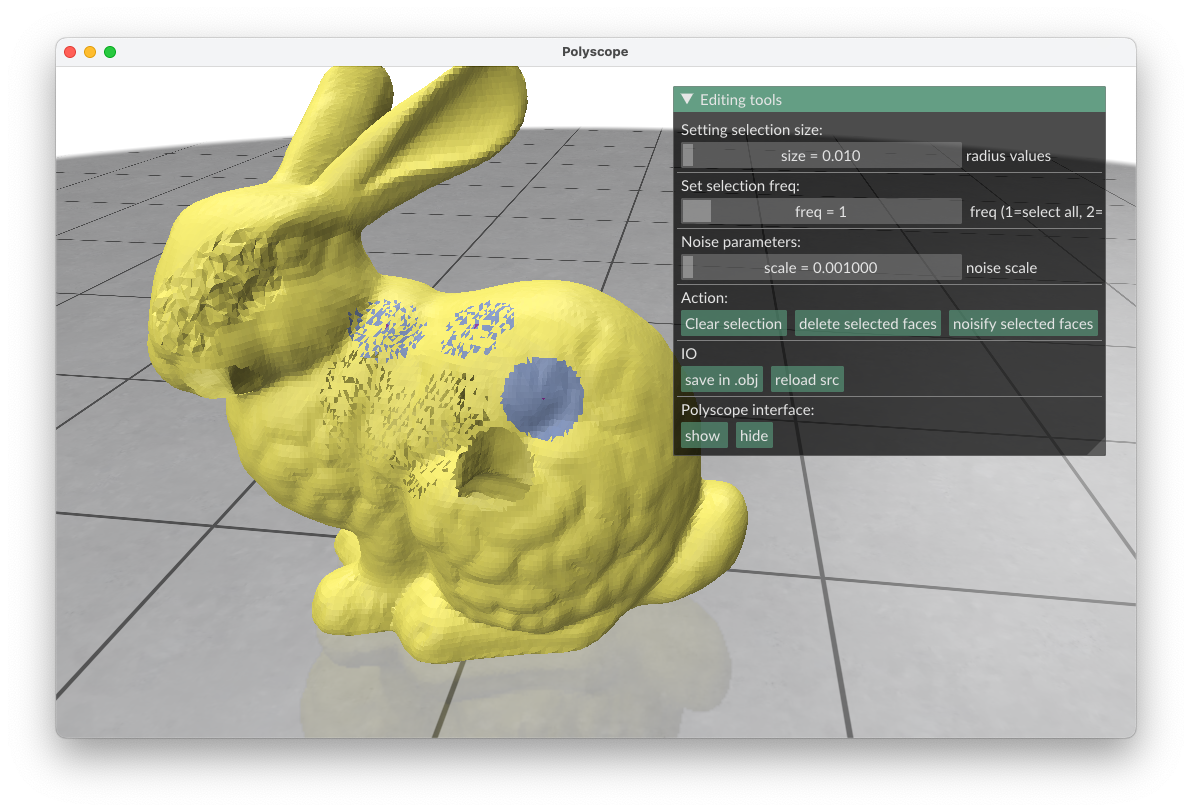 Polyscope
Editing tools
Setting selection size:
size = 0.010 radius values
Set selection freq:
freq = 1 freq (1=select all, 2=
Noise parameters:
scale = 0.001000 noise scale
Action:
Clear selection delete selected faces noisify selected faces
IO
save in .obj reload src
Polyscope interface:
show hide